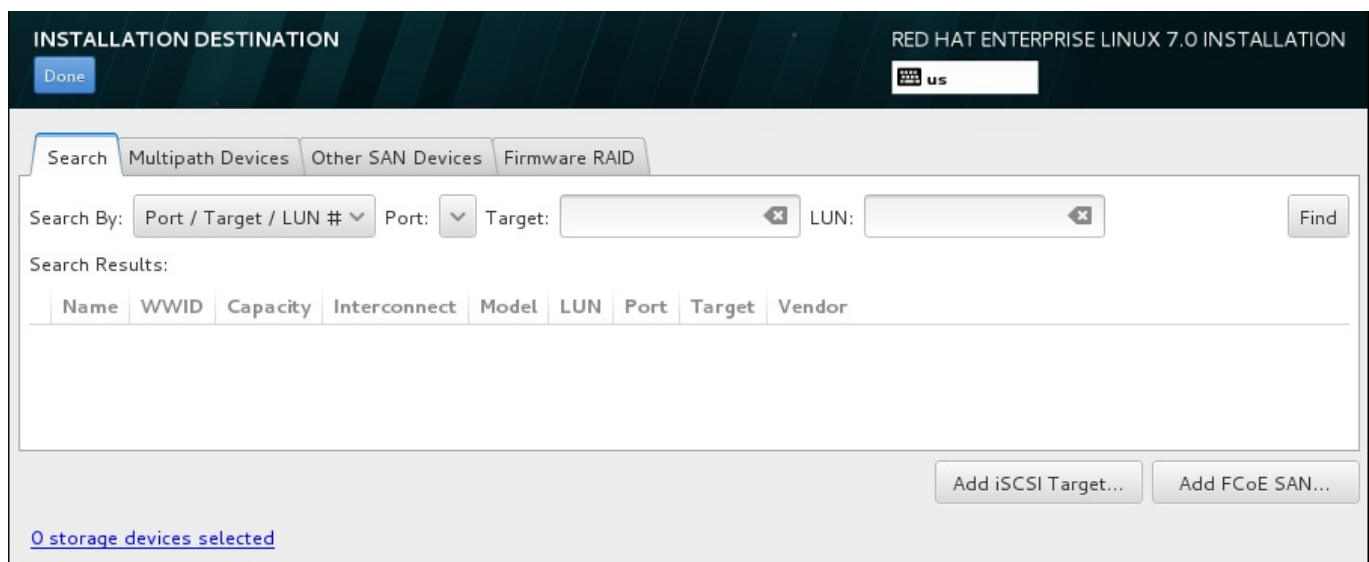 INSTALLATION DESTINATION
RED HAT ENTERPRISE LINUX 7.0 INSTALLATION
Done
us
Search Multipath Devices Other SAN Devices Firmware RAID
Search By: Port / Target / LUN # Port: Target: LUN: Find
Search Results:
Name WWID Capacity Interconnect Model LUN Port Target Vendor
Add iSCSI Target... Add FCoE SAN...
0 storage devices selected